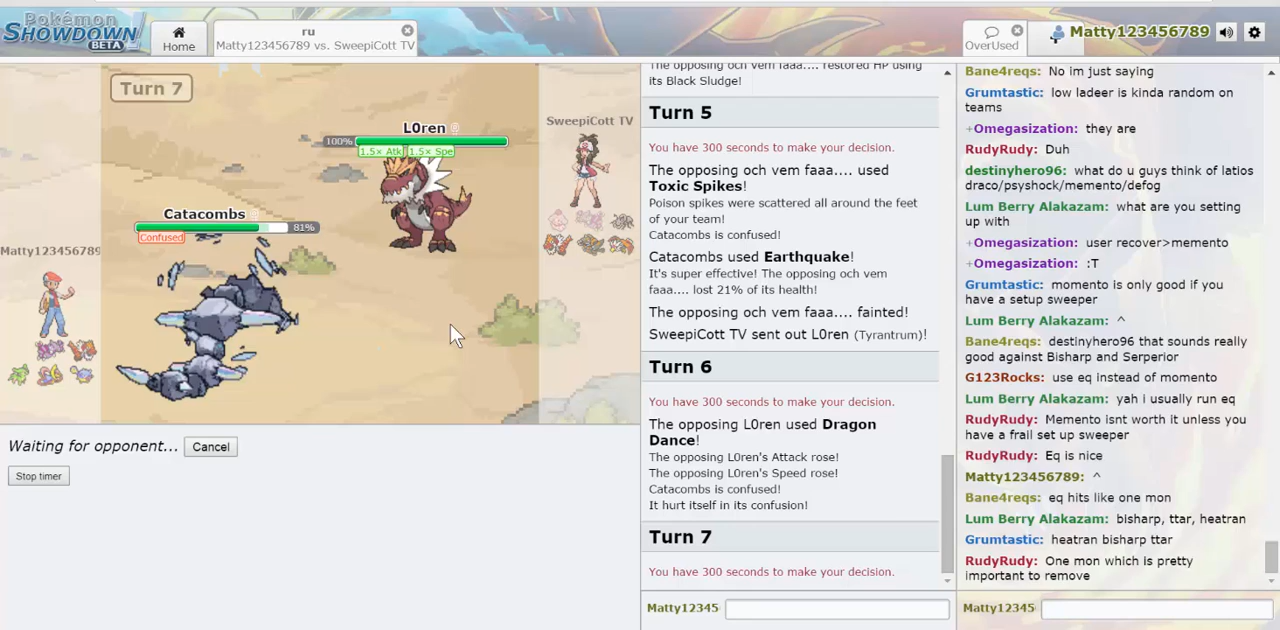 Pokémon
SHOWDOWN
BETA
Home
ru
Matty123456789 vs. SweepiCott TV
OverUsed
Matty123456789
Turn 7
L0ren
100%
1.5× Atk 1.5× Spe
Catacombs
81%
Confused
Matty123456789
SweepiCott TV
Waiting for opponent... Cancel
Stop timer
The opposing och vem faaa.... restored HP using
its Black Sludge!
Turn 5
You have 300 seconds to make your decision.
The opposing och vem faaa.... used
Toxic Spikes!
Poison spikes were scattered all around the feet
of your team!
Catacombs is confused!
Catacombs used Earthquake!
It's super effective! The opposing och vem
faaa.... lost 21% of its health!
The opposing och vem faaa.... fainted!
SweepiCott TV sent out L0ren (Tyrantrum)!
Turn 6
You have 300 seconds to make your decision.
The opposing L0ren used Dragon
Dance!
The opposing L0ren's Attack rose!
The opposing L0ren's Speed rose!
Catacombs is confused!
It hurt itself in its confusion!
Turn 7
You have 300 seconds to make your decision.
Matty12345
Bane4reqs: No im just saying
Grumtastic: low ladeer is kinda random on
teams
+Omegasization: they are
RudyRudy: Duh
destinyhero96: what do u guys think of latios
draco/psyshock/memento/defog
Lum Berry Alakazam: what are you setting
up with
+Omegasization: user recover>memento
+Omegasization: :T
Grumtastic: momento is only good if you
have a setup sweeper
Lum Berry Alakazam: ^
Bane4reqs: destinyhero96 that sounds really
good against Bisharp and Serperior
G123Rocks: use eq instead of momento
Lum Berry Alakazam: yah i usually run eq
RudyRudy: Memento isnt worth it unless you
have a frail set up sweeper
RudyRudy: Eq is nice
Matty123456789: ^
Bane4reqs: eq hits like one mon
Lum Berry Alakazam: bisharp, ttar, heatran
Grumtastic: heatran bisharp ttar
RudyRudy: One mon which is pretty
important to remove
Matty12345